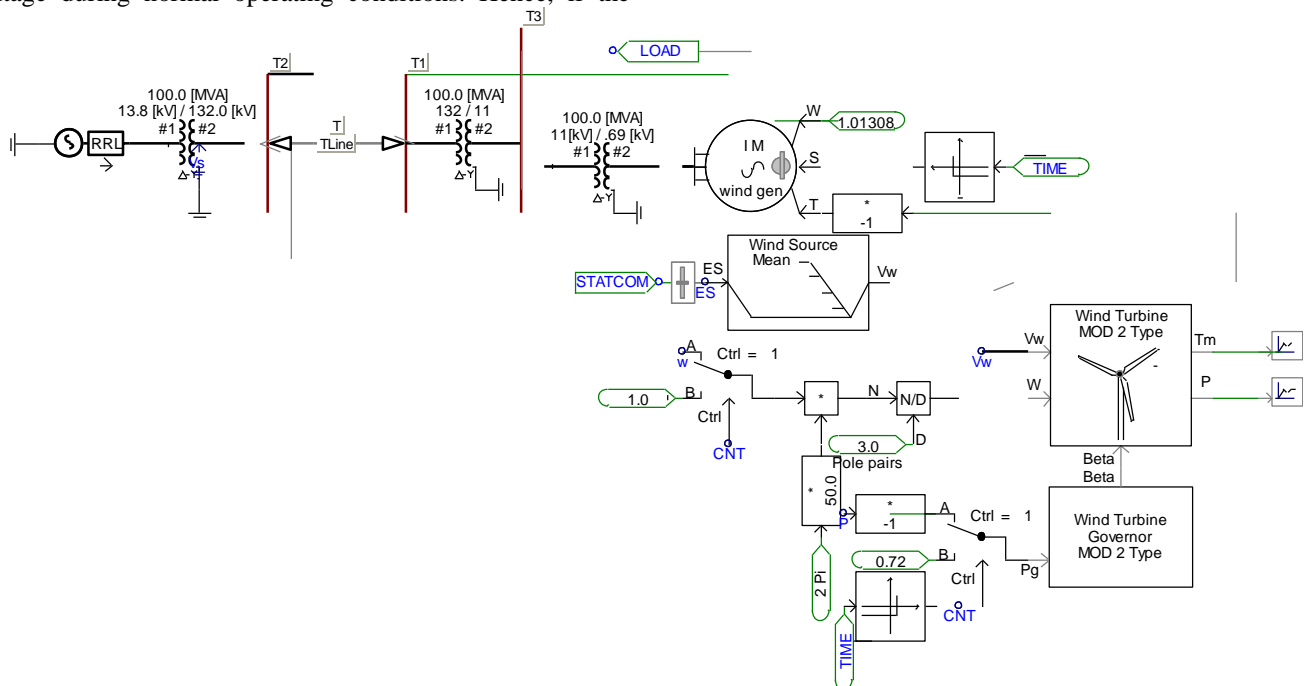 tage during normal operating conditions. Hence, if the
T3
LOAD
T2
T1
100.0 [MVA]
13.8 [kV] / 132.0 [kV]
#1 #2
100.0 [MVA]
132 / 11
#1 #2
100.0 [MVA]
11[kV] / .69 [kV]
#1 #2
RRL
Vs
Δ-Y
T
TLine
Δ-Y
Δ-Y
I M
wind gen
W
1.01308
S
T
*
-1
TIME
Wind Source
Mean
ES
Vw
STATCOM
ES
A
w
Ctrl = 1
1.0
B
Ctrl
CNT
*
N
N/D
3.0
D
Pole pairs
*
50.0
2 Pi
P
*
-1
A
Ctrl = 1
0.72
B
Ctrl
Pg
CNT
TIME
Wind Turbine
MOD 2 Type
Vw
Vw
W
Tm
P
Beta
Beta
Wind Turbine
Governor
MOD 2 Type